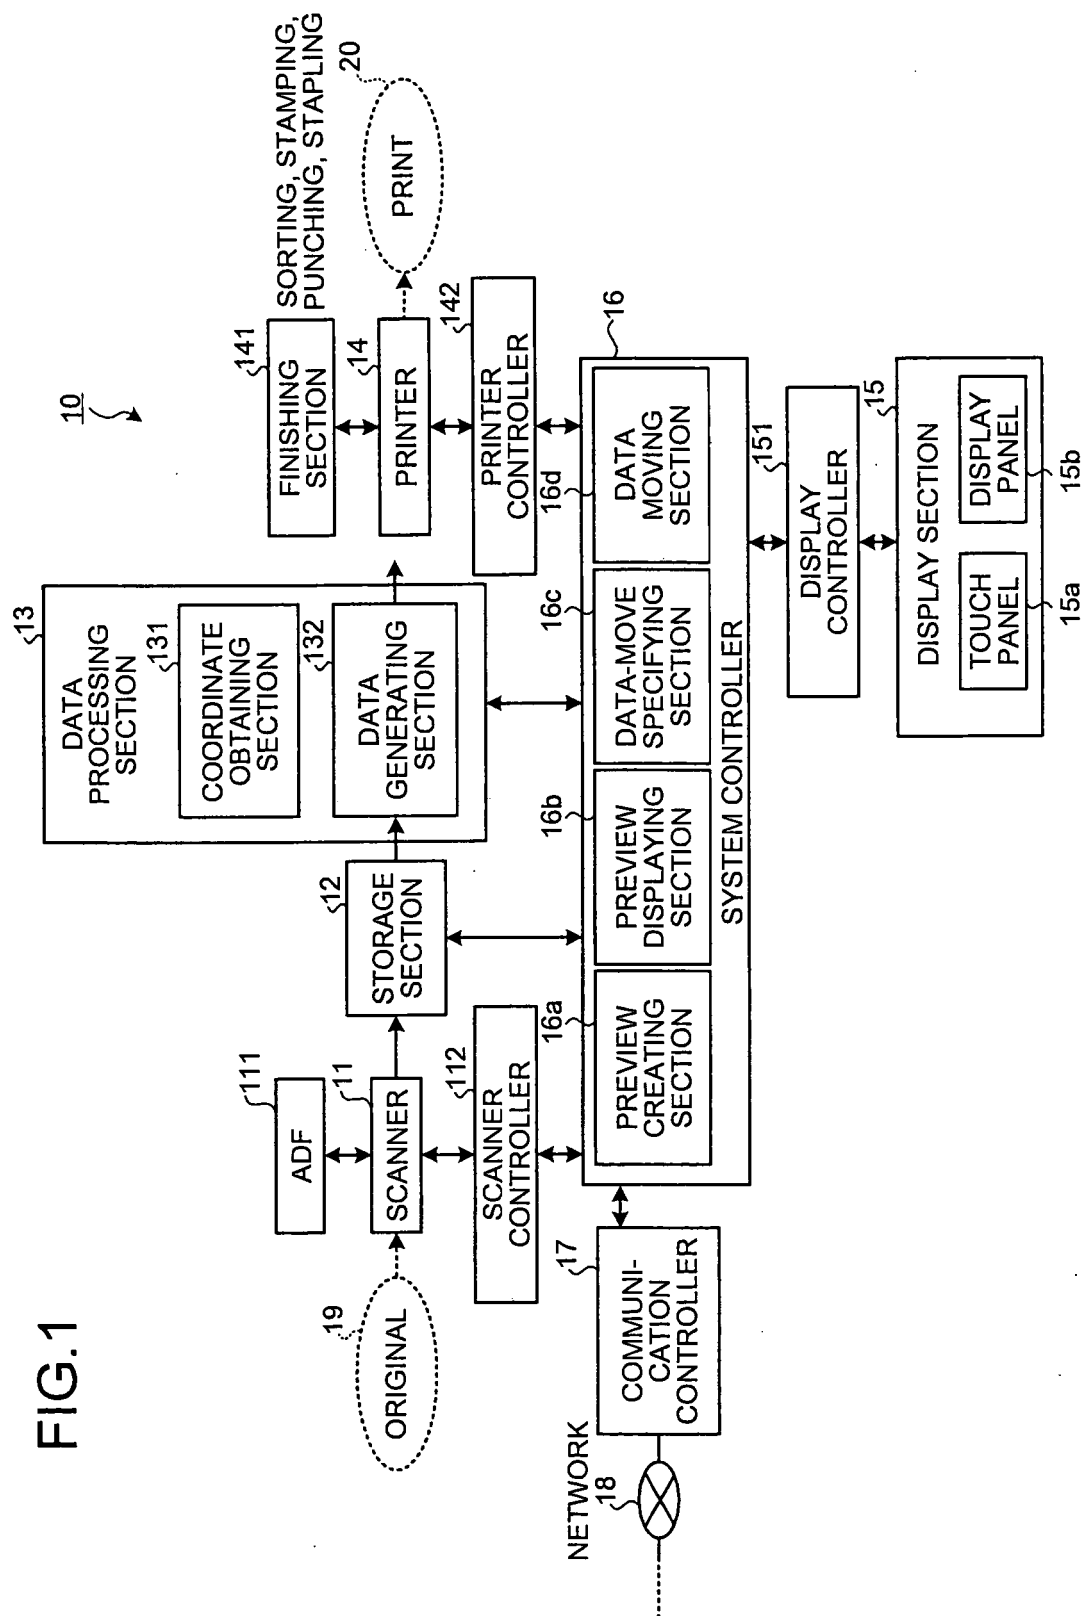 FIG.1
10
SORTING, STAMPING,
PUNCHING, STAPLING
111
ADF
141
FINISHING
SECTION
13
DATA
PROCESSING
SECTION
131
COORDINATE
OBTAINING
SECTION
132
DATA
GENERATING
SECTION
19
ORIGINAL
11
SCANNER
12
STORAGE
SECTION
14
PRINTER
20
PRINT
112
SCANNER
CONTROLLER
142
PRINTER
CONTROLLER
16
16a
PREVIEW
CREATING
SECTION
16b
PREVIEW
DISPLAYING
SECTION
16c
DATA-MOVE
SPECIFYING
SECTION
16d
DATA
MOVING
SECTION
SYSTEM CONTROLLER
NETWORK
18
17
COMMUNI-
CATION
CONTROLLER
151
DISPLAY
CONTROLLER
15
DISPLAY SECTION
TOUCH
PANEL
15a
DISPLAY
PANEL
15b